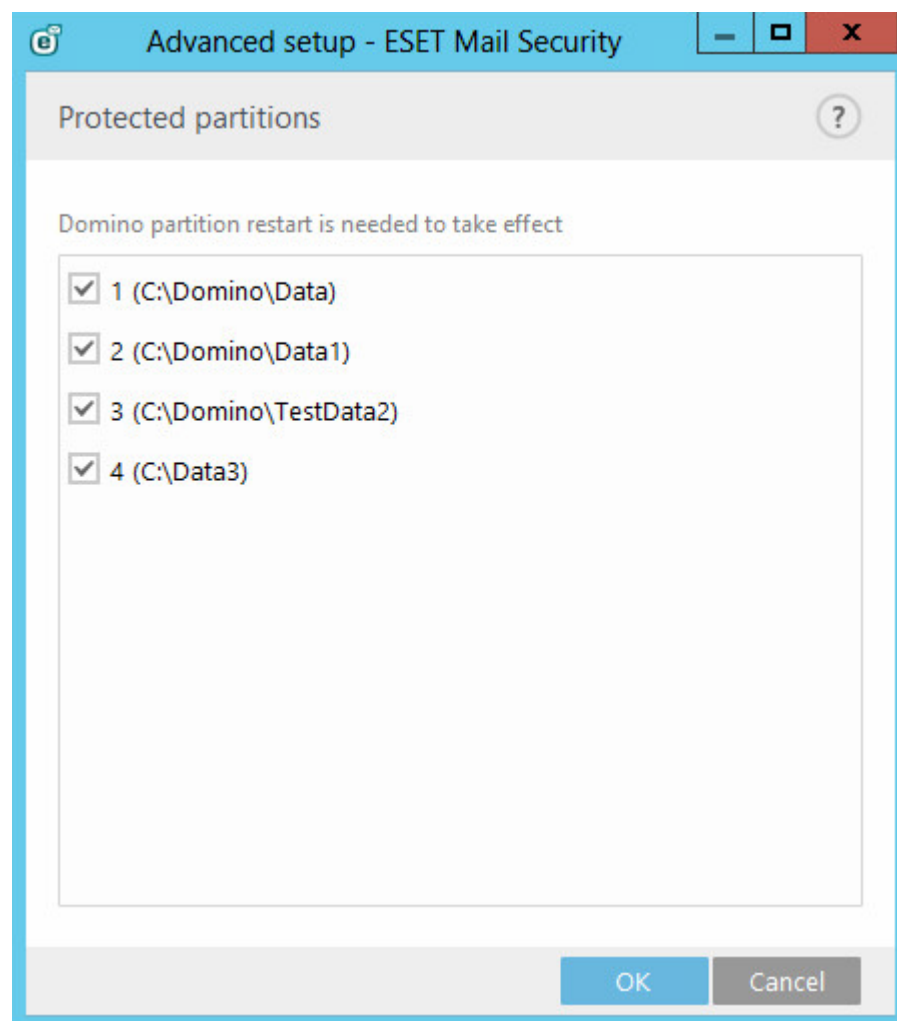 Advanced setup - ESET Mail Security
Protected partitions
?
Domino partition restart is needed to take effect
1 (C:\Domino\Data)
2 (C:\Domino\Data1)
3 (C:\Domino\TestData2)
4 (C:\Data3)
OK Cancel